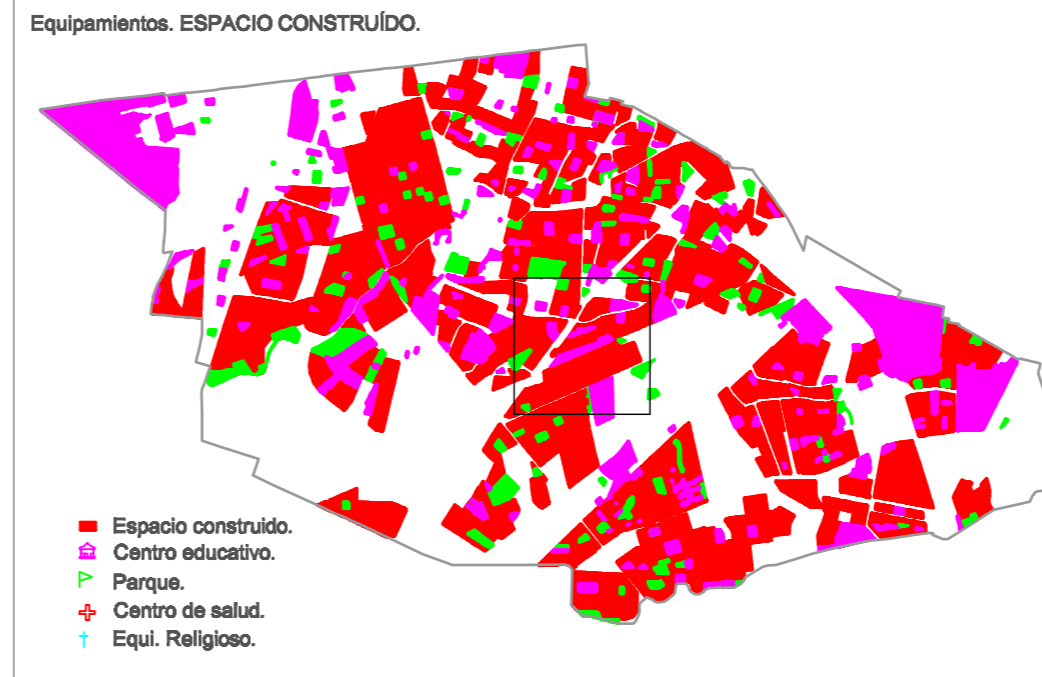 Equipamientos. ESPACIO CONSTRUÍDO.
Espacio construido.
Centro educativo.
Parque.
Centro de salud.
Equi. Religioso.